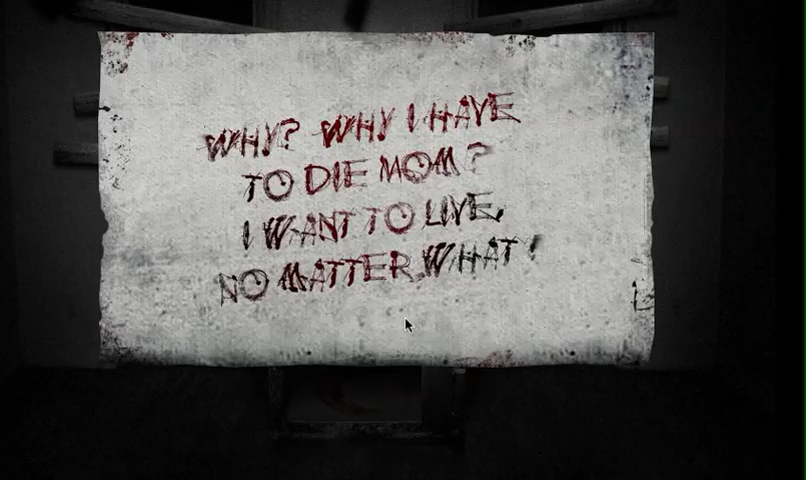 WHY? WHY I HAVE
TO DIE MOM?
I WANT TO LIVE,
NO MATTER WHAT!